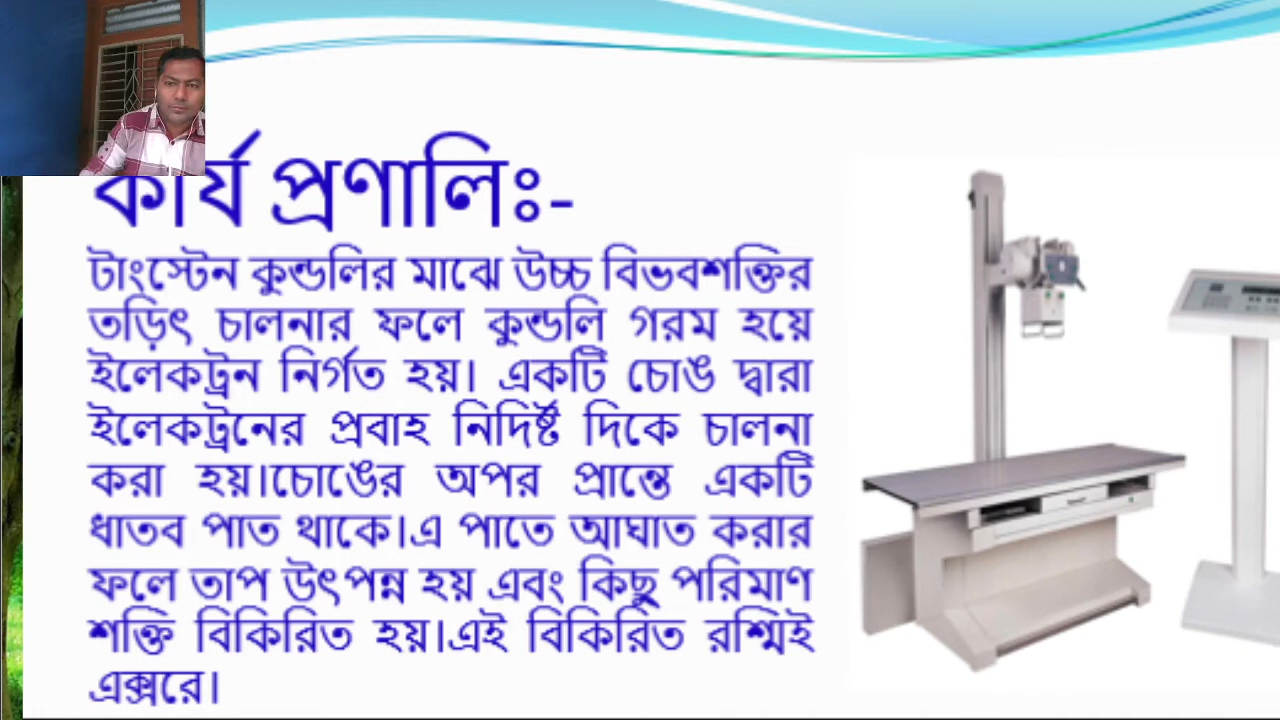 কার্য প্রণালিঃ-
টাংস্টেন কুন্ডলির মাঝে উচ্চ বিভবশক্তির
তড়িৎ চালনার ফলে কুন্ডলি গরম হয়ে
ইলেকট্রন নির্গত হয়। একটি চোঙ দ্বারা
ইলেকট্রনের প্রবাহ নিদির্ষ্ট দিকে চালনা
করা হয়।চোঙের অপর প্রান্তে একটি
ধাতব পাত থাকে।এ পাতে আঘাত করার
ফলে তাপ উৎপন্ন হয় এবং কিছু পরিমাণ
শক্তি বিকিরিত হয়।এই বিকিরিত রশ্মিই
এক্সরে।